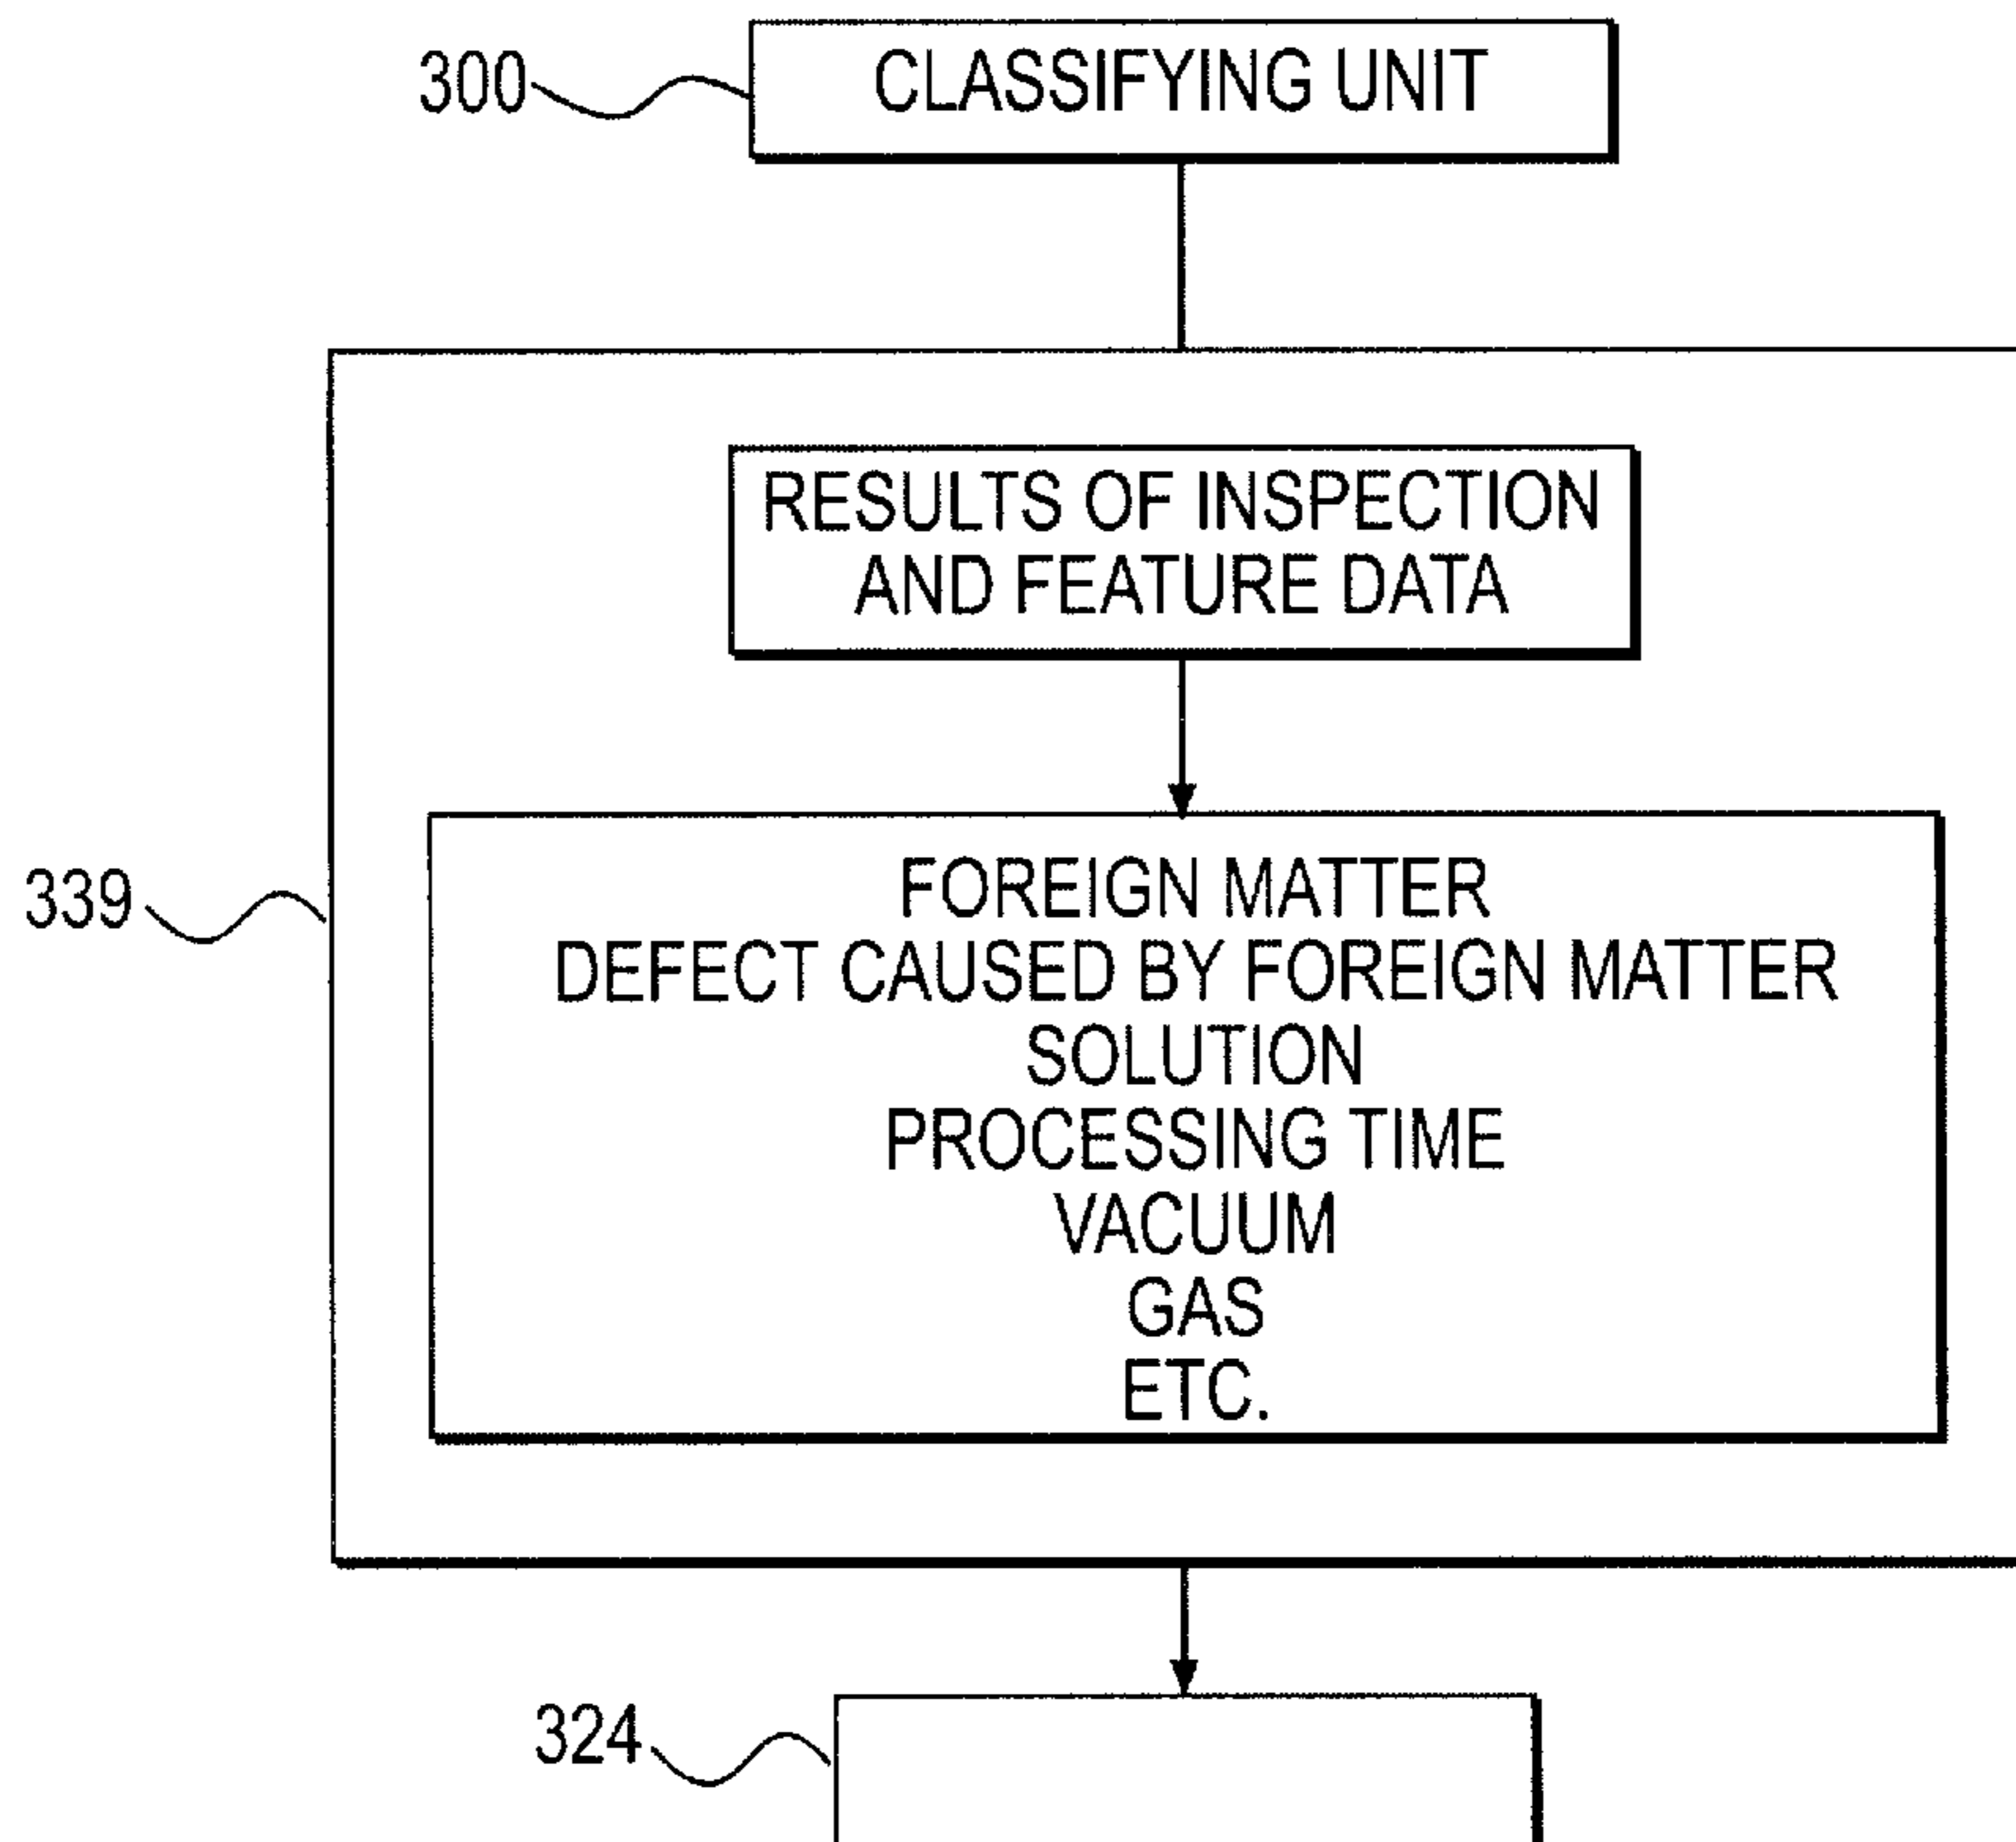 300
CLASSIFYING UNIT
RESULTS OF INSPECTION
AND FEATURE DATA
339
FOREIGN MATTER
DEFECT CAUSED BY FOREIGN MATTER
SOLUTION
PROCESSING TIME
VACUUM
GAS
ETC.
324